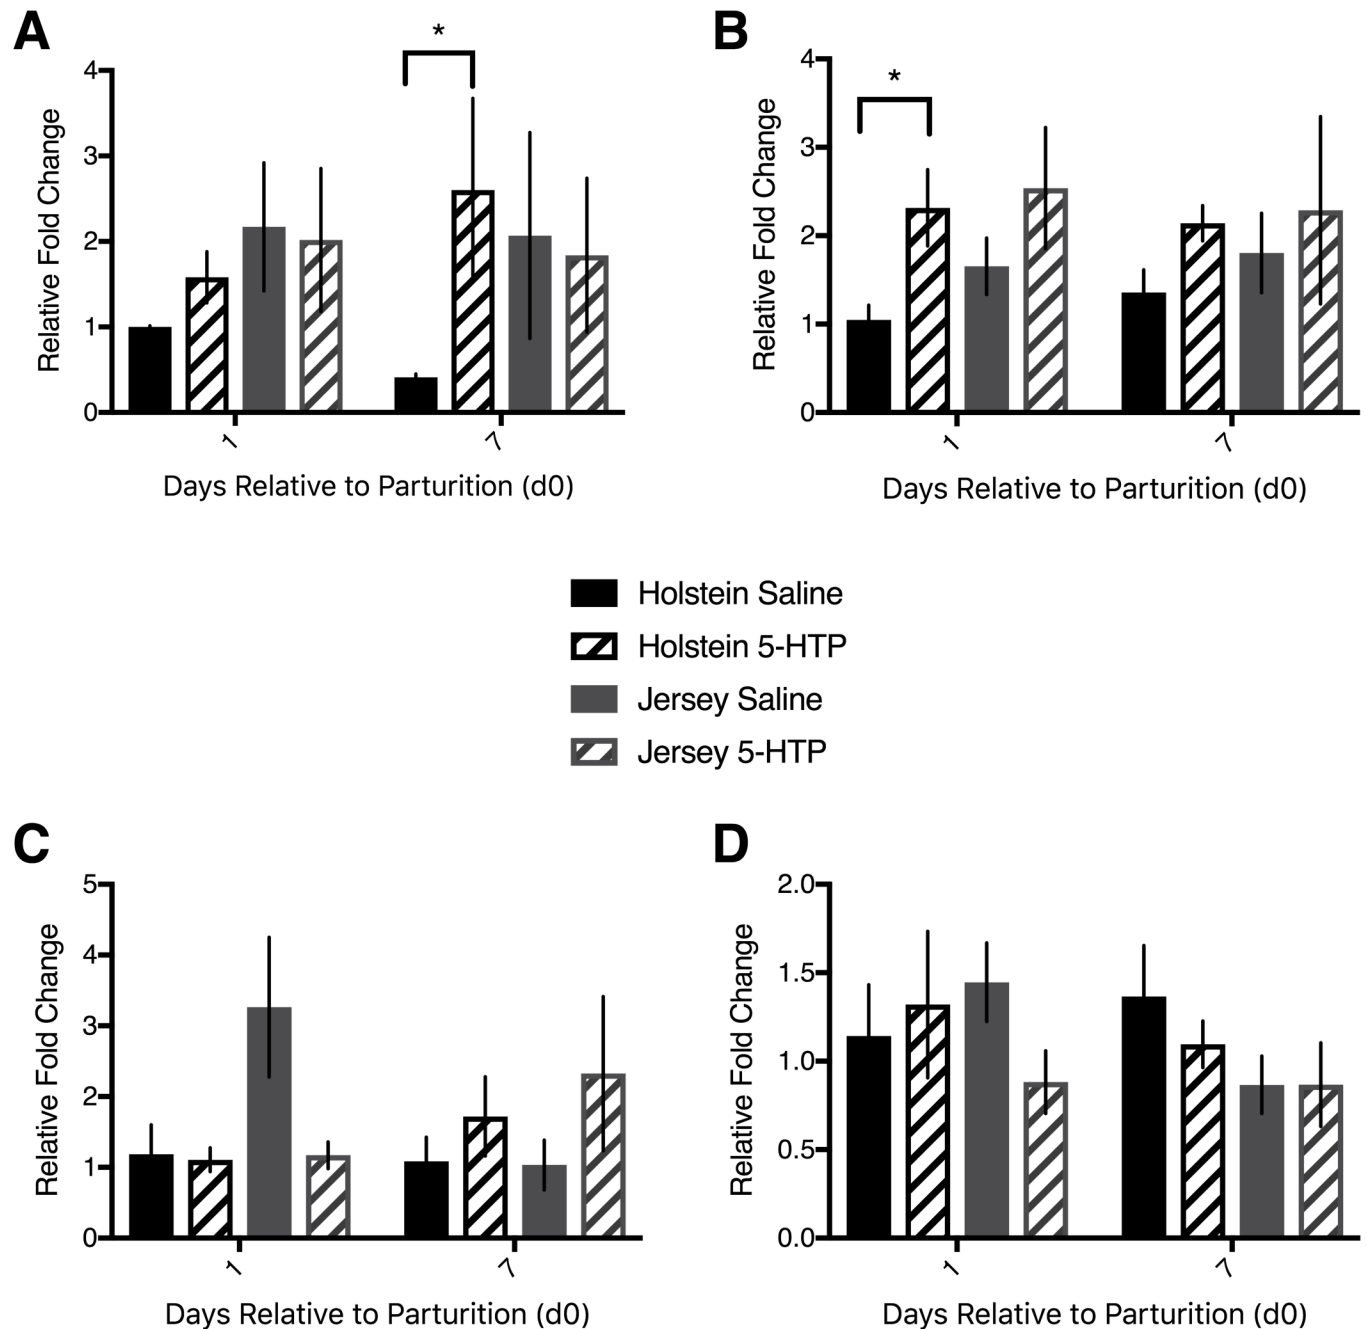 A
*
4
3
2
1
0
Relative Fold Change
1
7
Days Relative to Parturition (d0)
B
*
4
3
2
1
0
Relative Fold Change
1
7
Days Relative to Parturition (d0)
Holstein Saline
Holstein 5-HTP
Jersey Saline
Jersey 5-HTP
C
5
4
3
2
1
0
Relative Fold Change
1
7
Days Relative to Parturition (d0)
D
2.0
1.5
1.0
0.5
0.0
Relative Fold Change
1
7
Days Relative to Parturition (d0)